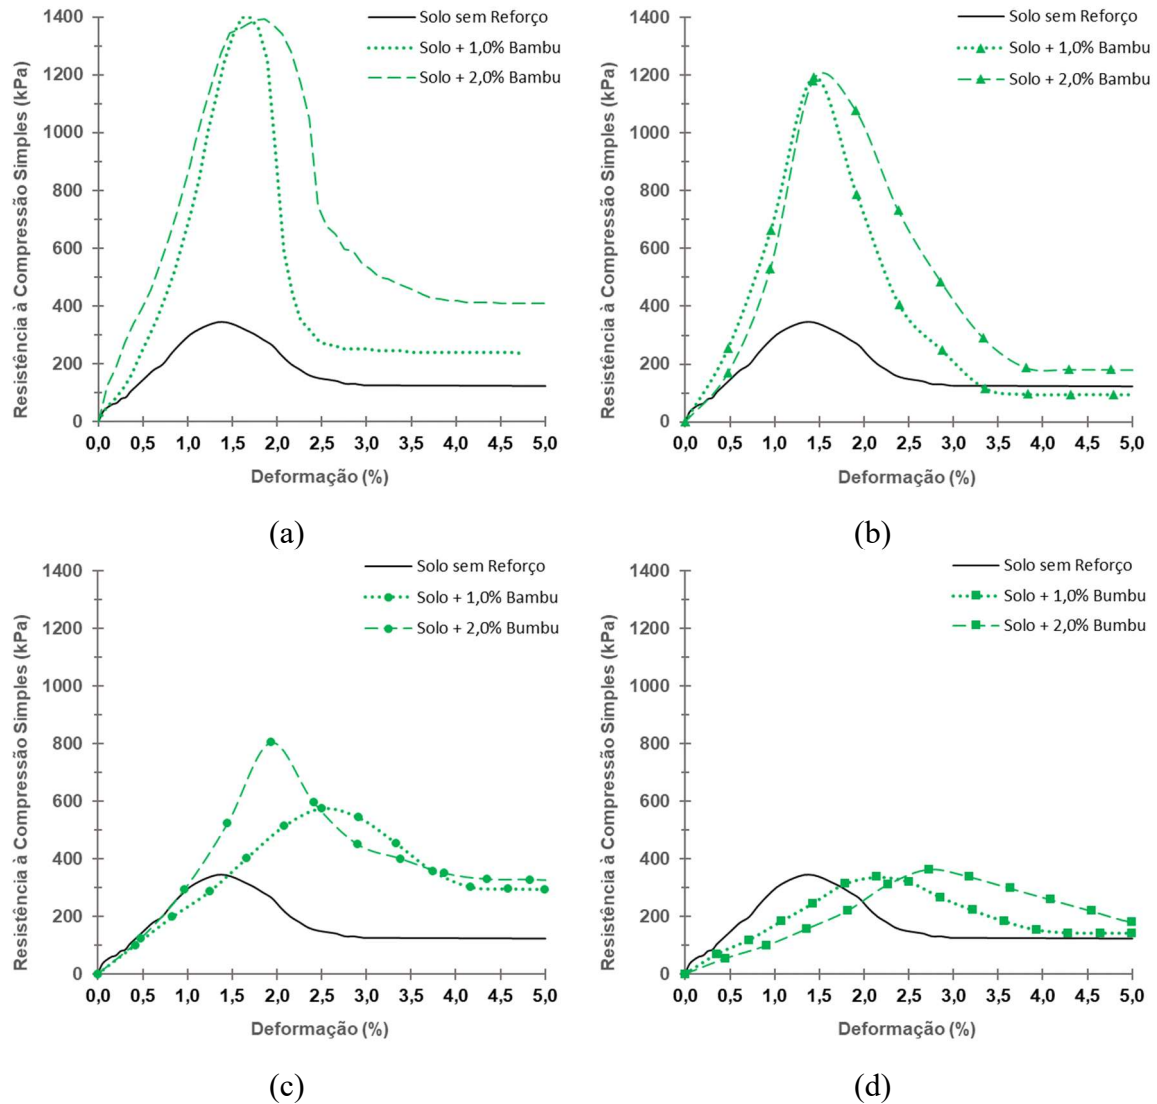 Resistência à Compressão Simples (kPa)
1400
1200
1000
800
600
400
200
0
0,0 0,5 1,0 1,5 2,0 2,5 3,0 3,5 4,0 4,5 5,0
Deformação (%)
Solo sem Reforço
Solo + 1,0% Bambu
Solo + 2,0% Bambu
(a)
Resistência à Compressão Simples (kPa)
1400
1200
1000
800
600
400
200
0
0,0 0,5 1,0 1,5 2,0 2,5 3,0 3,5 4,0 4,5 5,0
Deformação (%)
Solo sem Reforço
Solo + 1,0% Bambu
Solo + 2,0% Bambu
(b)
Resistência à Compressão Simples (kPa)
1400
1200
1000
800
600
400
200
0
0,0 0,5 1,0 1,5 2,0 2,5 3,0 3,5 4,0 4,5 5,0
Deformação (%)
Solo sem Reforço
Solo + 1,0% Bambu
Solo + 2,0% Bumbu
(c)
Resistência à Compressão Simples (kPa)
1400
1200
1000
800
600
400
200
0
0,0 0,5 1,0 1,5 2,0 2,5 3,0 3,5 4,0 4,5 5,0
Deformação (%)
Solo sem Reforço
Solo + 1,0% Bumbu
Solo + 2,0% Bumbu
(d)